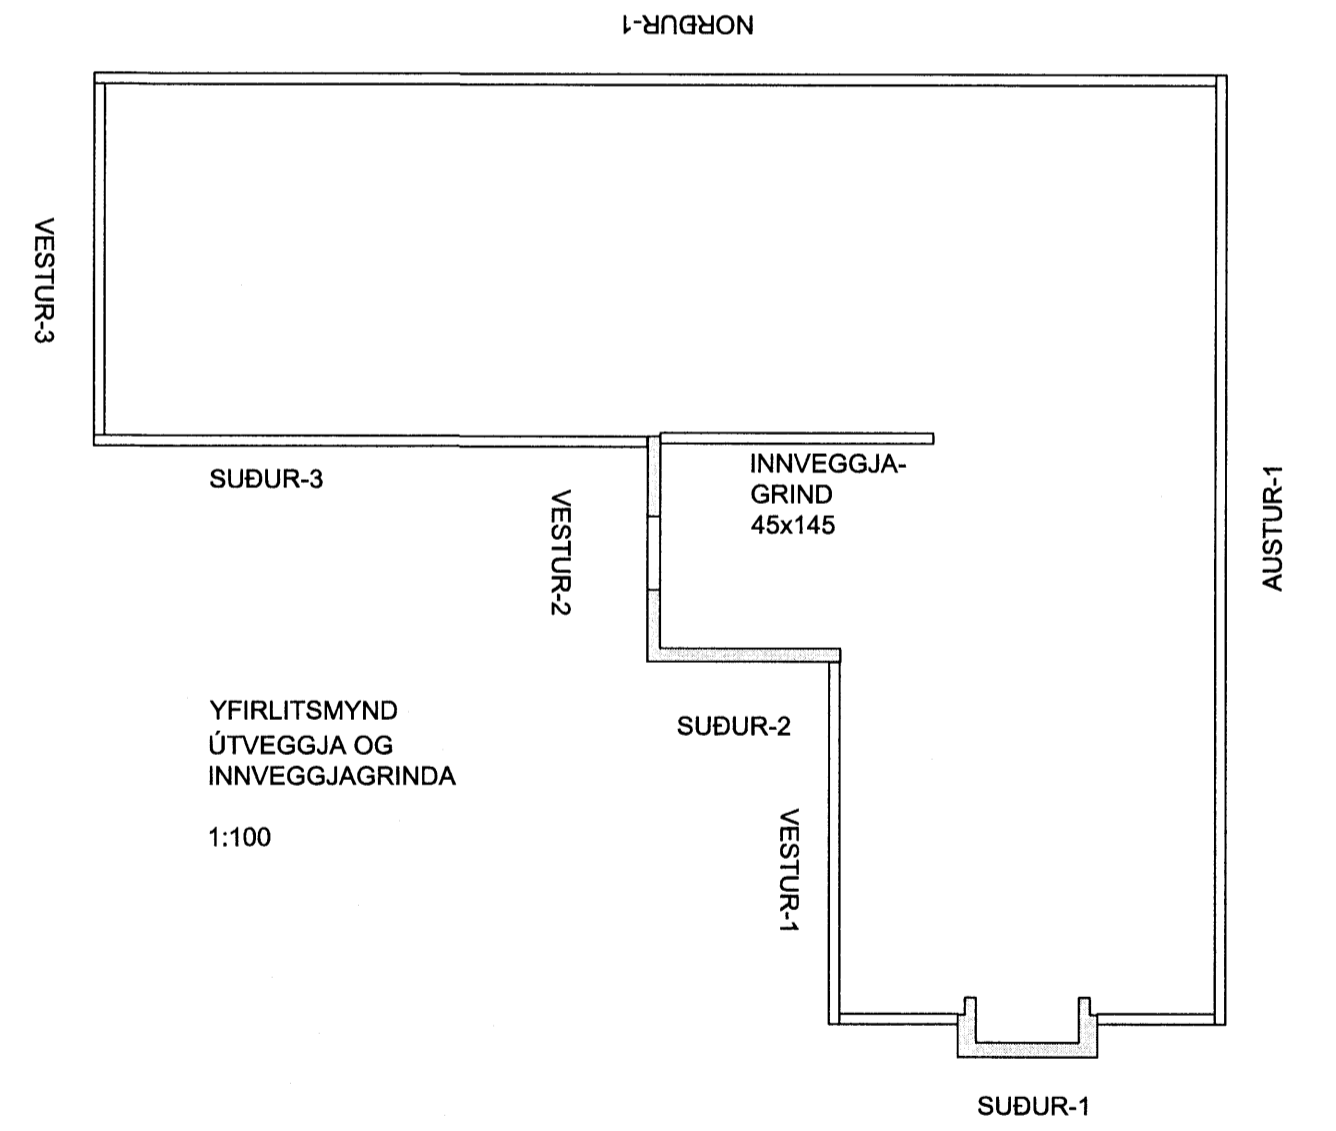 NORÐUR-1
VESTUR-3
SUÐUR-3
VESTUR-2
INNVEGGJA-
GRIND
45x145
AUSTUR-1
YFIRLITSMYND
ÚTVEGGJA OG
INNVEGGJAGRINDA
1:100
SUÐUR-2
VESTUR-1
SUÐUR-1